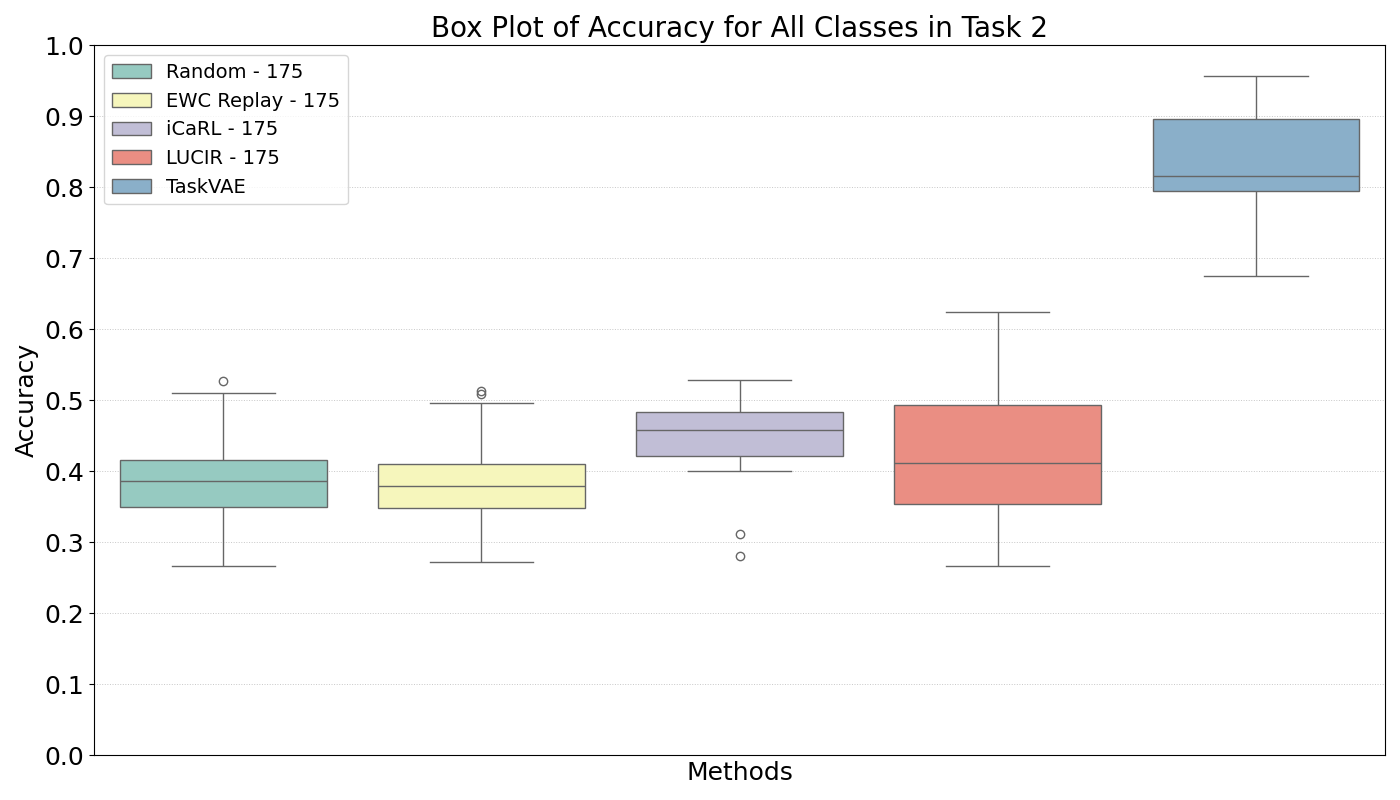 Box Plot of Accuracy for All Classes in Task 2
1.0
0.9
0.8
0.7
0.6
0.5
0.4
0.3
0.2
0.1
0.0
Accuracy
Random - 175
EWC Replay - 175
iCaRL - 175
LUCIR - 175
TaskVAE
Methods